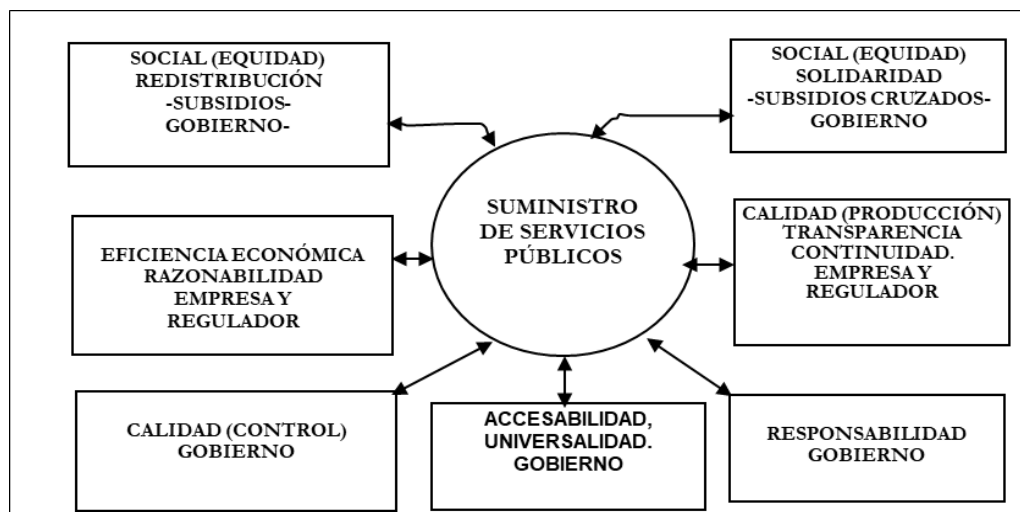 SOCIAL (EQUIDAD)
REDISTRIBUCIÓN
-SUBSIDIOS-
GOBIERNO-
SOCIAL (EQUIDAD)
SOLIDARIDAD
-SUBSIDIOS CRUZADOS-
GOBIERNO
SUMINISTRO
DE SERVICIOS
PÚBLICOS
EFICIENCIA ECONÓMICA
RAZONABILIDAD
EMPRESA Y
REGULADOR
CALIDAD (PRODUCCIÓN)
TRANSPARENCIA
CONTINUIDAD.
EMPRESA Y
REGULADOR
CALIDAD (CONTROL)
GOBIERNO
ACCESABILIDAD,
UNIVERSALIDAD.
GOBIERNO
RESPONSABILIDAD
GOBIERNO